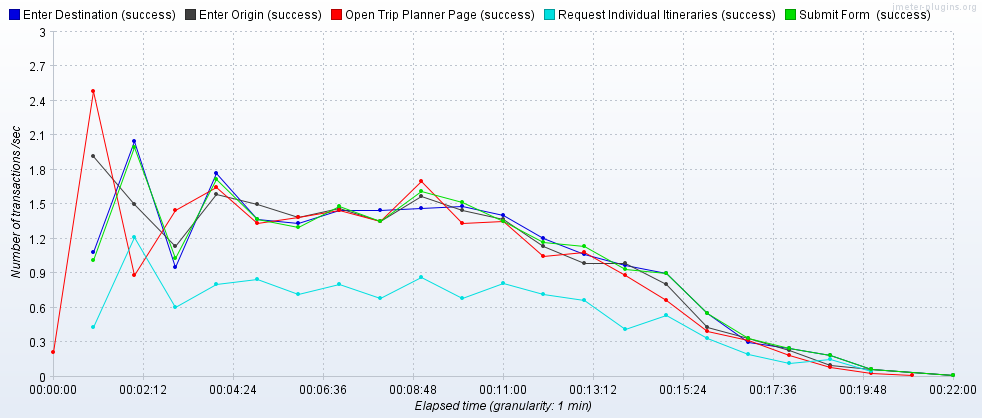 jmeter-plugins.org
Enter Destination (success) Enter Origin (success) Open Trip Planner Page (success) Request Individual Itineraries (success) Submit Form (success)
3
2.7
2.4
2.1
1.8
1.5
1.2
0.9
0.6
0.3
0
Number of transactions /sec
00:00:00 00:02:12 00:04:24 00:06:36 00:08:48 00:11:00 00:13:12 00:15:24 00:17:36 00:19:48 00:22:00
Elapsed time (granularity: 1 min)